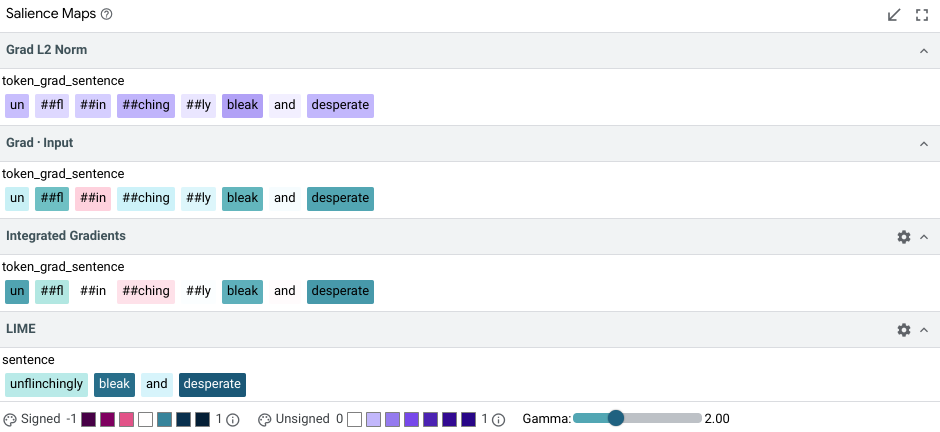 Salience Maps
Grad L2 Norm
token_grad_sentence
un ##fl ##in ##ching ##ly bleak and desperate
Grad · Input
token_grad_sentence
un ##fl ##in ##ching ##ly bleak and desperate
Integrated Gradients
token_grad_sentence
un ##fl ##in ##ching ##ly bleak and desperate
LIME
sentence
unflinchingly bleak and desperate
Signed -1 1 Unsigned 0 1 Gamma: 2.00